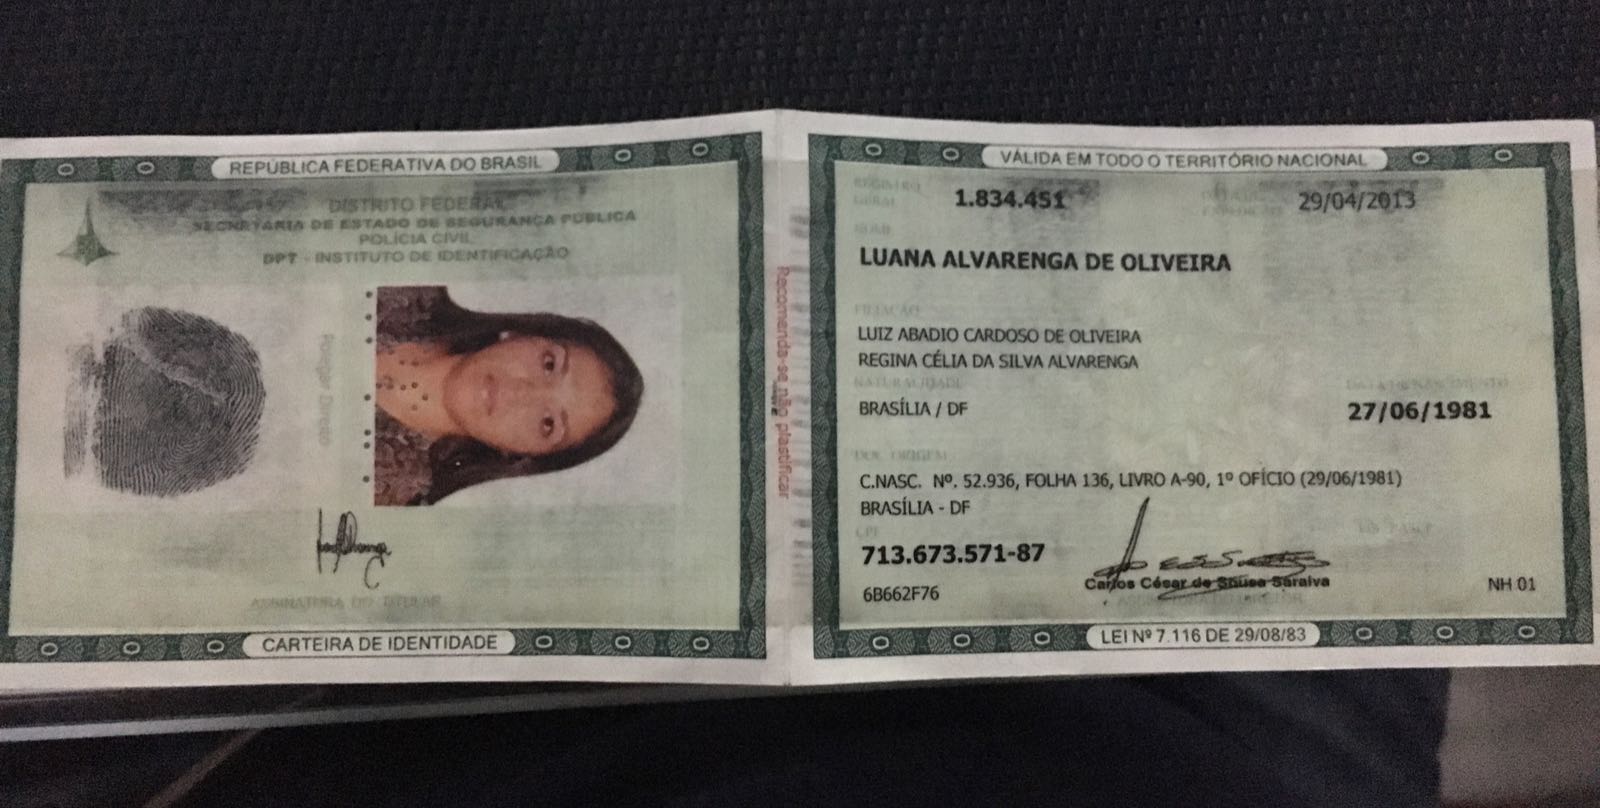 REPÚBLICA FEDERATIVA DO BRASIL
DISTRITO FEDERAL
SECRETARIA DE ESTADO DE SEGURANÇA PÚBLICA
POLÍCIA CIVIL
DPT - INSTITUTO DE IDENTIFICAÇÃO
Polegar Direito
ASSINATURA DO TITULAR
CARTEIRA DE IDENTIDADE
Recomenda-se não plastificar
VÁLIDA EM TODO O TERRITÓRIO NACIONAL
REGISTRO GERAL 1.834.451 29/04/2013
NOME
LUANA ALVARENGA DE OLIVEIRA
FILIAÇÃO
LUIZ ABADIO CARDOSO DE OLIVEIRA
REGINA CÉLIA DA SILVA ALVARENGA
NATURALIDADE DATA DE NASCIMENTO
BRASÍLIA / DF 27/06/1981
DOC. ORIGEM
C.NASC. Nº. 52.936, FOLHA 136, LIVRO A-90, 1º OFÍCIO (29/06/1981)
BRASÍLIA - DF
CPF
713.673.571-87
Carlos César de Sousa Saraiva
6B662F76 NH 01
ASSINATURA DO DIRETOR
LEI Nº 7.116 DE 29/08/83